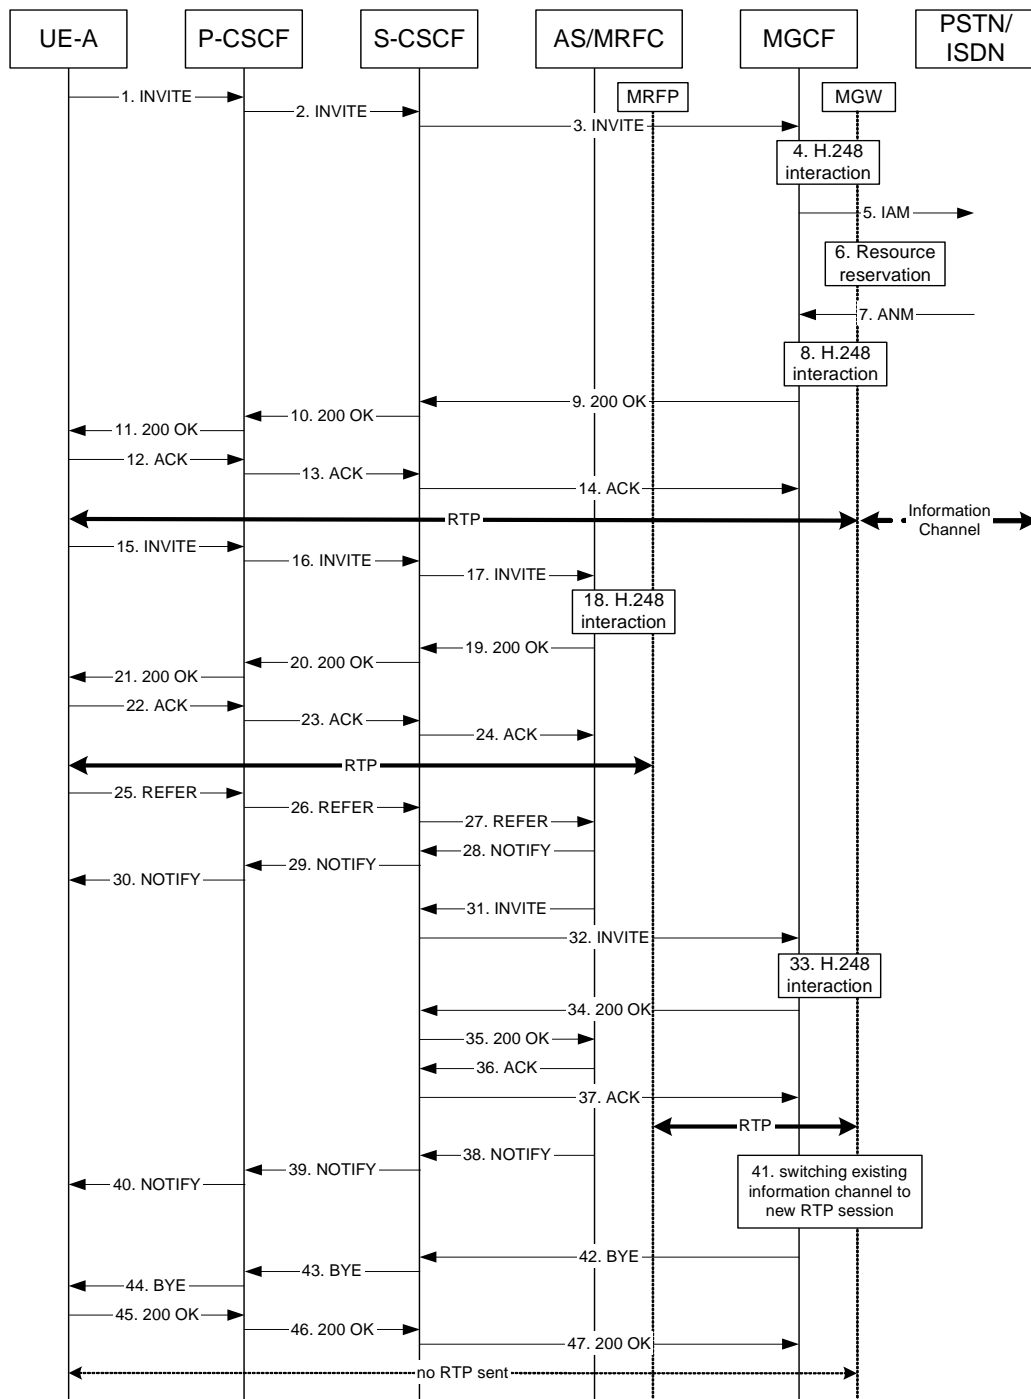 UE-A
P-CSCF
S-CSCF
AS/MRFC
MGCF
PSTN/
ISDN
MRFP
MGW
1. INVITE
2. INVITE
3. INVITE
4. H.248
interaction
5. IAM
6. Resource
reservation
7. ANM
8. H.248
interaction
9. 200 OK
10. 200 OK
11. 200 OK
12. ACK
13. ACK
14. ACK
RTP
Information
Channel
15. INVITE
16. INVITE
17. INVITE
18. H.248
interaction
19. 200 OK
20. 200 OK
21. 200 OK
22. ACK
23. ACK
24. ACK
RTP
25. REFER
26. REFER
27. REFER
28. NOTIFY
29. NOTIFY
30. NOTIFY
31. INVITE
32. INVITE
33. H.248
interaction
34. 200 OK
35. 200 OK
36. ACK
37. ACK
RTP
38. NOTIFY
39. NOTIFY
40. NOTIFY
41. switching existing
information channel to
new RTP session
42. BYE
43. BYE
44. BYE
45. 200 OK
46. 200 OK
47. 200 OK
no RTP sent